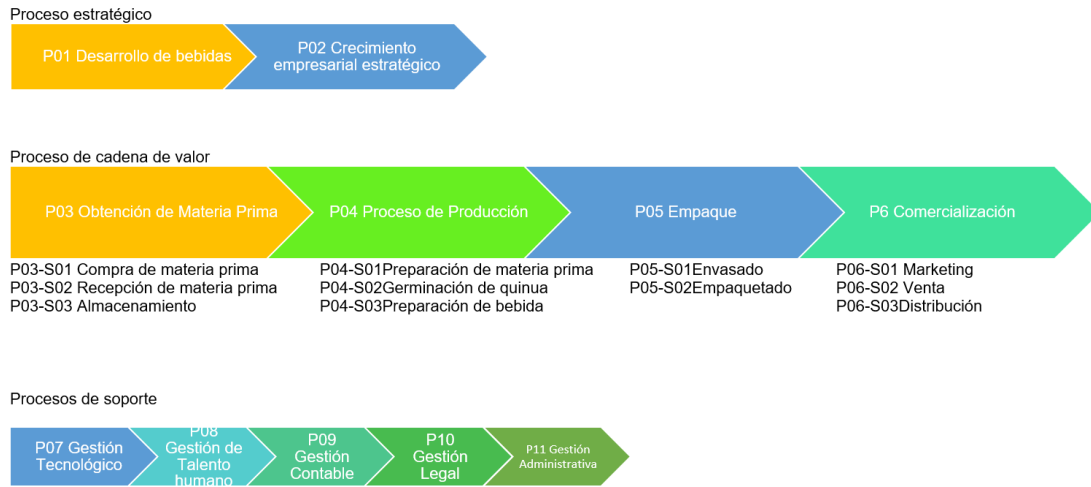 Proceso estratégico
P01 Desarrollo de bebidas
P02 Crecimiento
empresarial estratégico
Proceso de cadena de valor
P03 Obtención de Materia Prima
P04 Proceso de Producción
P05 Empaque
P6 Comercialización
P03-S01 Compra de materia prima
P03-S02 Recepción de materia prima
P03-S03 Almacenamiento
P04-S01Preparación de materia prima
P04-S02Germinación de quinua
P04-S03Preparación de bebida
P05-S01Envasado
P05-S02Empaquetado
P06-S01 Marketing
P06-S02 Venta
P06-S03Distribución
Procesos de soporte
P07 Gestión
Tecnológico
P08
Gestión de
Talento
humano
P09
Gestión
Contable
P10
Gestión
Legal
P11 Gestión
Administrativa